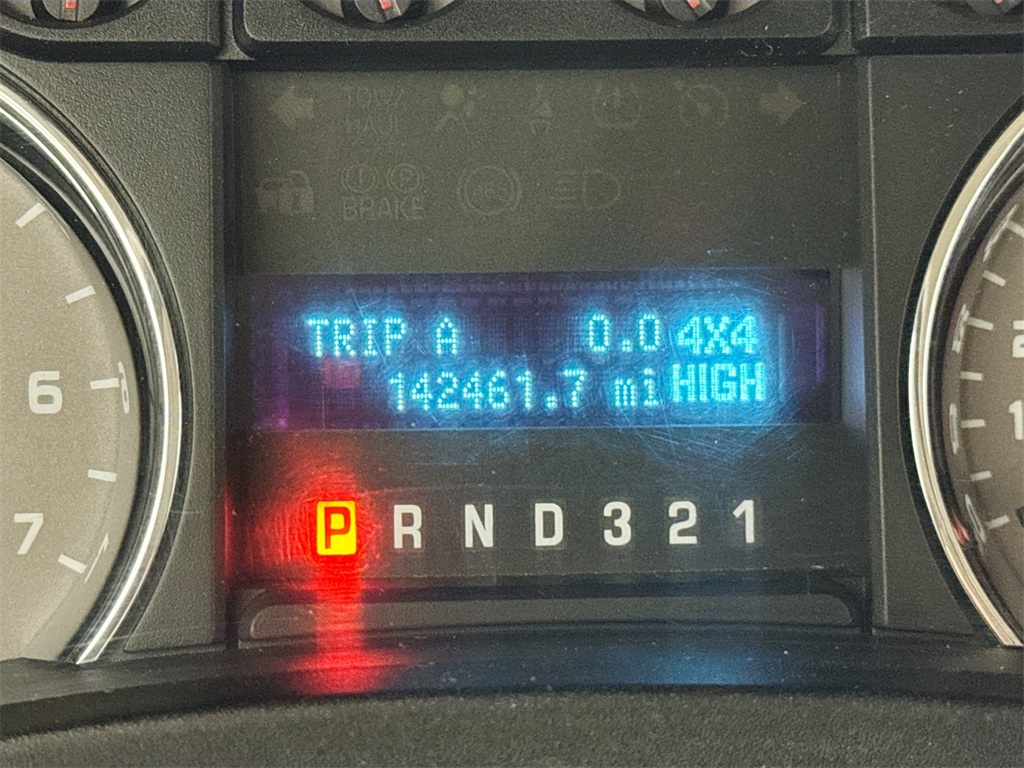 TOW/
HAUL
BRAKE
TRIP A 0.0 4X4
142461.7 mi HIGH
6
P R N D 3 2 1
7